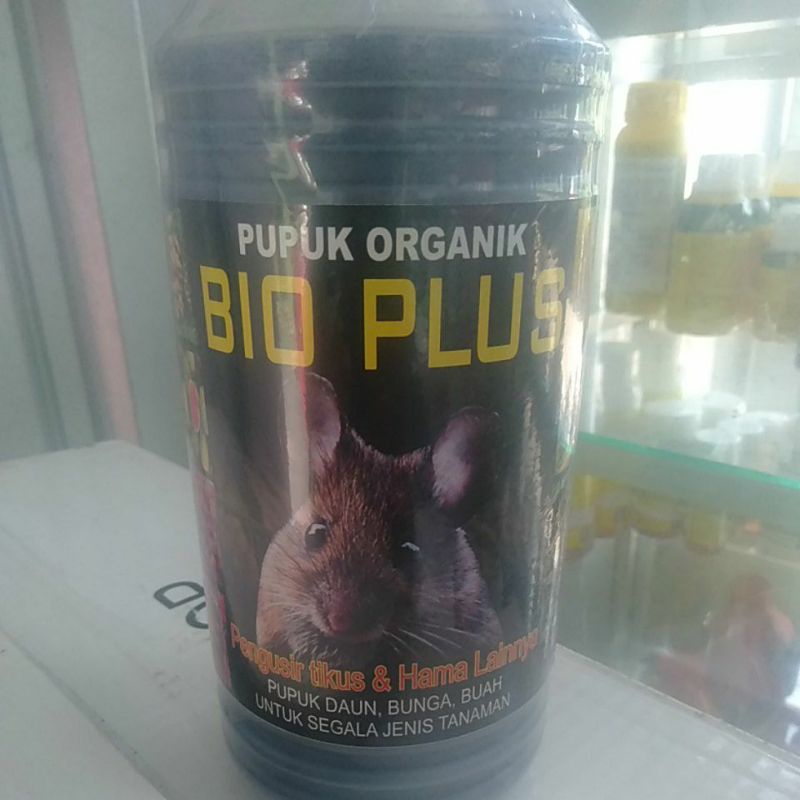 PUPUK ORGANIK
BIO PLUS
Pengusir tikus & Hama Lainnya
PUPUK DAUN, BUNGA, BUAH
UNTUK SEGALA JENIS TANAMAN